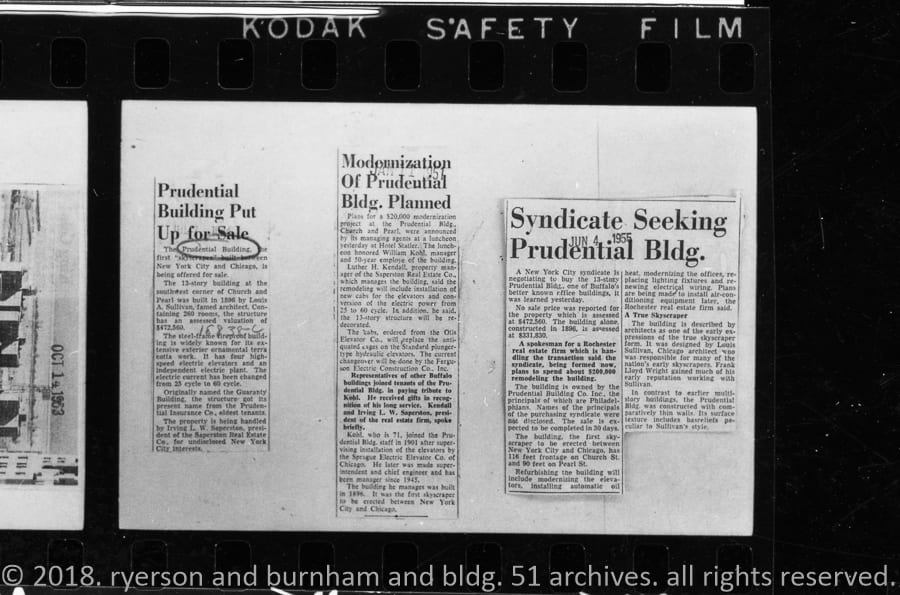 KODAK SAFETY FILM
OCT 14 1953
Prudential
Building Put
Up for Sale
The Prudential Building, the
first "skyscraper" built between
New York City and Chicago, is
being offered for sale.
The 13-story building at the
southwest corner of Church and
Pearl was built in 1896 by Louis
A. Sullivan, famed architect. Con-
taining 260 rooms, the structure
has an assessed valuation of
$472,560.
The steel-frame fireproof build-
ing is widely known for its ex-
tensive exterior ornamental terra
cotta work. It has four high-
speed electric elevators and an
independent electric plant. The
electric current has been changed
from 25 cycle to 60 cycle.
Originally named the Guaranty
Building, the structure got its
present name from the Pruden-
tial Insurance Co., oldest tenants.
The property is being handled
by Irving L. W. Saperston, presi-
dent of the Saperston Real Estate
Co., for undisclosed New York
City interests.
Modernization
Of Prudential
Bldg. Planned
Plans for a $20,000 modernization
project at the Prudential Bldg.,
Church and Pearl, were announced
by its managing agents at a luncheon
yesterday at Hotel Statler. The lunch-
eon honored William Kohl, manager
and 50-year employe of the building.
Luther H. Kendall, property man-
ager of the Saperston Real Estate Co.,
which manages the building, said the
remodeling will include installation of
new cabs for the elevators and con-
version of the electric power from
25 to 60 cycle. In addition, he said,
the 13-story structure will be re-
decorated.
The cabs, ordered from the Otis
Elevator Co., will replace the anti-
quated cages on the Standard plunger-
type hydraulic elevators. The current
changeover will be done by the Fergu-
son Electric Construction Co., Inc.
Representatives of other Buffalo
buildings joined tenants of the Pru-
dential Bldg. in paying tribute to
Kohl. He received gifts in recog-
nition of his long service. Kendall
and Irving L. W. Saperston, presi-
dent of the real estate firm, spoke
briefly.
Kohl, who is 71, joined the Pru-
dential Bldg. staff in 1901 after super-
vising installation of the elevators by
the Sprague Electric Elevator Co. of
Chicago. He later was made super-
intendent and chief engineer and has
been manager since 1945.
The building he manages was built
in 1896. It was the first skyscraper
to be erected between New York
City and Chicago.
Syndicate Seeking
Prudential Bldg.
JUN 4 1955
A New York City syndicate is
negotiating to buy the 13-story
Prudential Bldg., one of Buffalo's
better known office buildings, it
was learned yesterday.
No sale price was reported for
the property which is assessed
at $472,560. The building alone,
constructed in 1896, is assessed
at $331,830.
A spokesman for a Rochester
real estate firm which is han-
dling the transaction said the
syndicate, being formed now,
plans to spend about $200,000
remodeling the building.
The building is owned by the
Prudential Building Co. Inc., the
principals of which are Philadel-
phians. Names of the principals
of the purchasing syndicate were
not disclosed. The sale is ex-
pected to be completed in 30 days.
The building, the first sky-
scraper to be erected between
New York City and Chicago, has
116 feet frontage on Church St.
and 90 feet on Pearl St.
Refurbishing the building will
include modernizing the eleva-
tors, installing automatic oil
heat, modernizing the offices, re-
placing lighting fixtures and re-
newing electrical wiring. Plans
are being made to install air-con-
ditioning equipment later, the
Rochester real estate firm said.
A True Skyscraper
The building is described by
architects as one of the early ex-
pressions of the true skyscraper
form. It was designed by Louis
Sullivan, Chicago architect who
was responsible for many of the
nation's early skyscrapers. Frank
Lloyd Wright gained much of his
early reputation working with
Sullivan.
In contrast to earlier multi-
story buildings, the Prudential
Bldg. was constructed with com-
paratively thin walls. Its surface
texture includes basreliefs pe-
culiar to Sullivan's style.
© 2018. ryerson and burnham and bldg. 51 archives. all rights reserved.